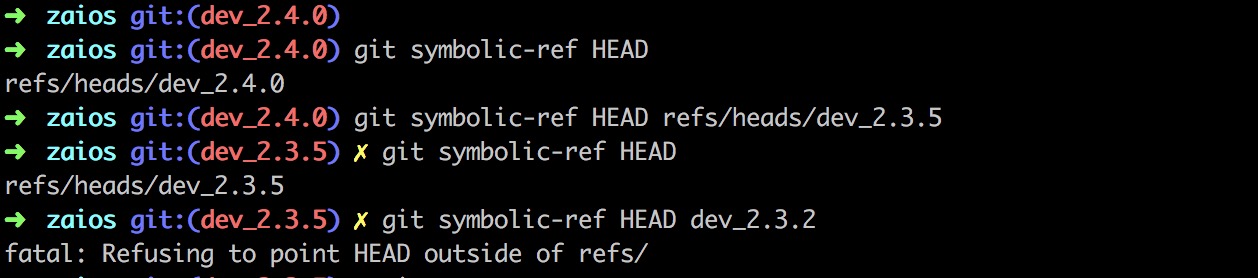 ➜ zaios git:(dev_2.4.0)
➜ zaios git:(dev_2.4.0) git symbolic-ref HEAD
refs/heads/dev_2.4.0
➜ zaios git:(dev_2.4.0) git symbolic-ref HEAD refs/heads/dev_2.3.5
➜ zaios git:(dev_2.3.5) ✗ git symbolic-ref HEAD
refs/heads/dev_2.3.5
➜ zaios git:(dev_2.3.5) ✗ git symbolic-ref HEAD dev_2.3.2
fatal: Refusing to point HEAD outside of refs/